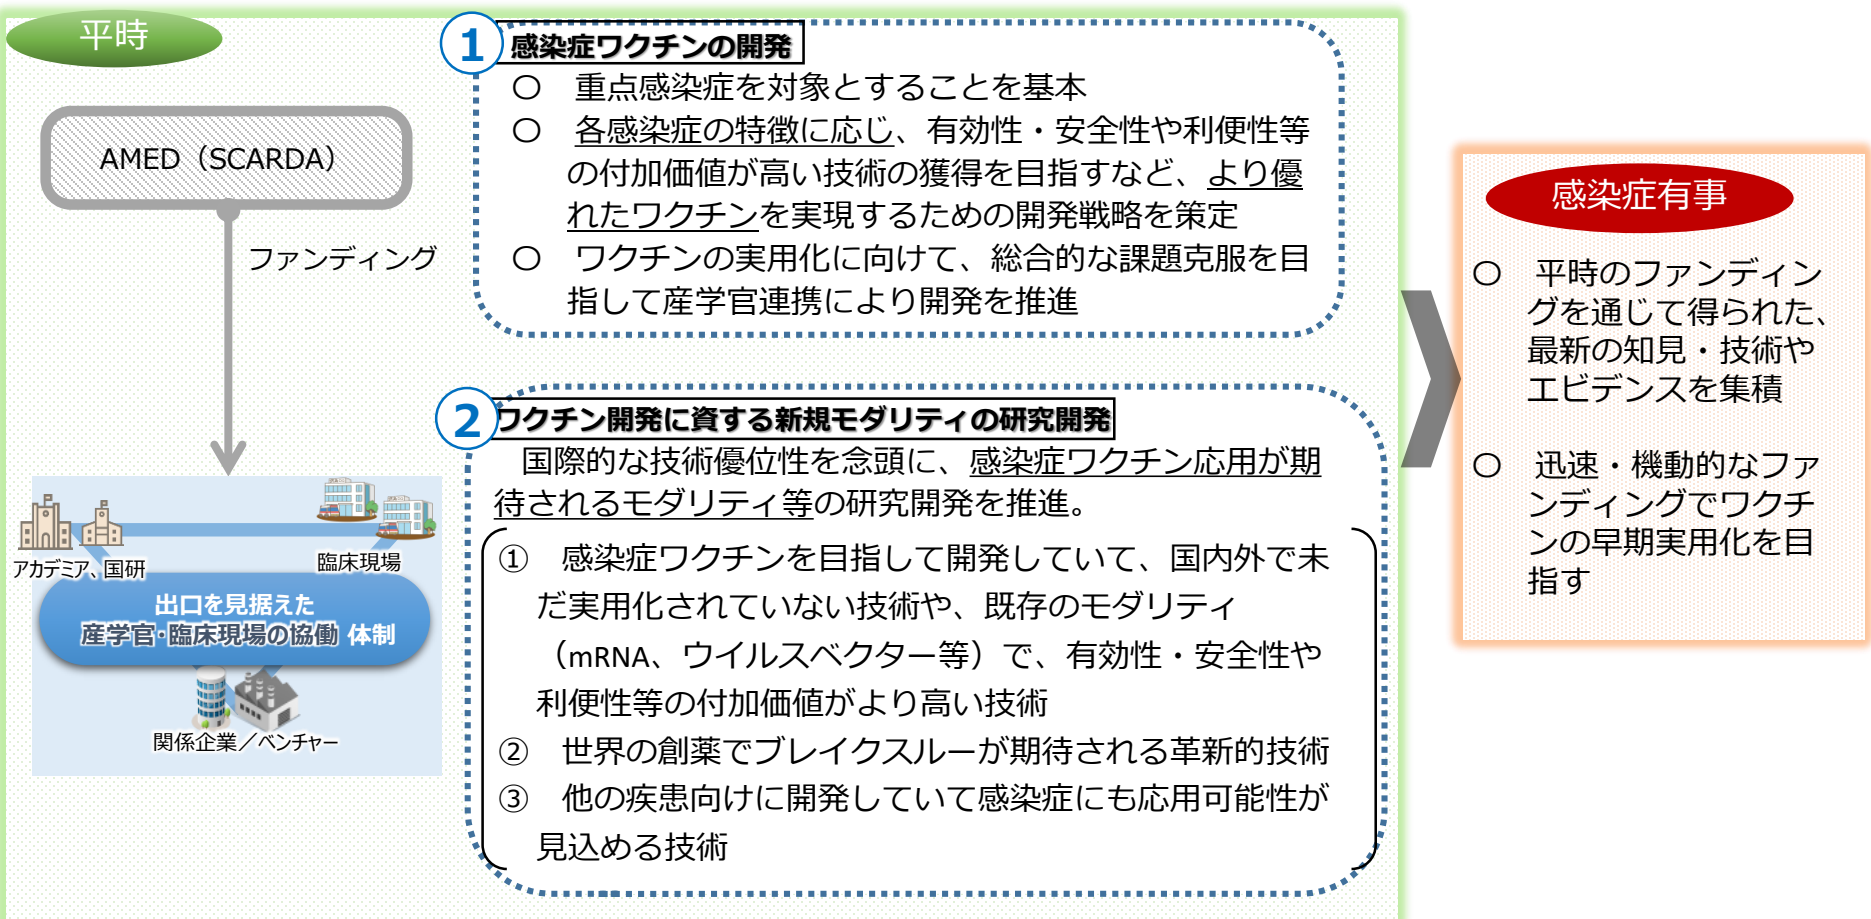 平時
AMED（SCARDA）
ファンディング
アカデミア、国研
臨床現場
出口を見据えた
産学官・臨床現場の協働 体制
関係企業／ベンチャー
1 感染症ワクチンの開発
○ 重点感染症を対象とすることを基本
○ 各感染症の特徴に応じ、有効性・安全性や利便性等
の付加価値が高い技術の獲得を目指すなど、より優
れたワクチンを実現するための開発戦略を策定
○ ワクチンの実用化に向けて、総合的な課題克服を目
指して産学官連携により開発を推進
2 ワクチン開発に資する新規モダリティの研究開発
国際的な技術優位性を念頭に、感染症ワクチン応用が期
待されるモダリティ等の研究開発を推進。
① 感染症ワクチンを目指して開発していて、国内外で未
だ実用化されていない技術や、既存のモダリティ
（mRNA、ウイルスベクター等）で、有効性・安全性や
利便性等の付加価値がより高い技術
② 世界の創薬でブレイクスルーが期待される革新的技術
③ 他の疾患向けに開発していて感染症にも応用可能性が
見込める技術
感染症有事
○ 平時のファンディン
グを通じて得られた、
最新の知見・技術や
エビデンスを集積
○ 迅速・機動的なファ
ンディングでワクチ
ンの早期実用化を目
指す